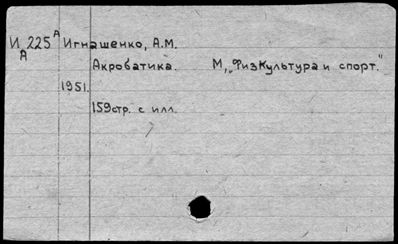 И 225 А Игнашенко, А.М.
А
Акробатика. М, „Физкультура и спорт."
1951.
159стр. с илл.